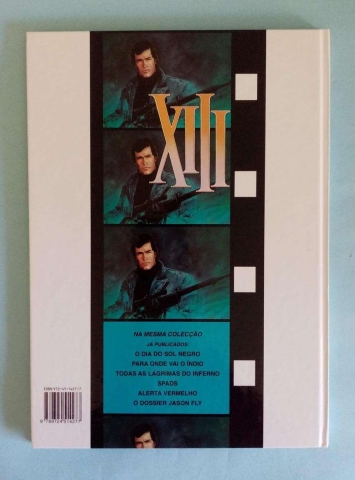 XIII
NA MESMA COLECÇÃO
JÁ PUBLICADOS:
O DIA DO SOL NEGRO
PARA ONDE VAI O ÍNDIO
TODAS AS LÁGRIMAS DO INFERNO
SPADS
ALERTA VERMELHO
O DOSSIER JASON FLY